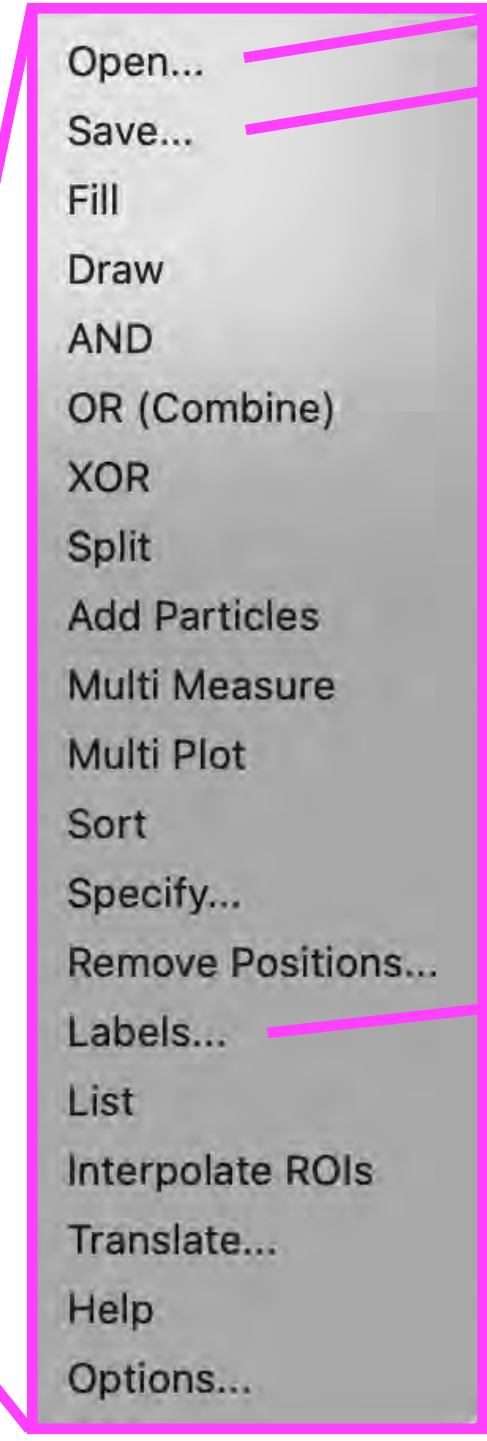 Open...
Save...
Fill
Draw
AND
OR (Combine)
XOR
Split
Add Particles
Multi Measure
Multi Plot
Sort
Specify...
Remove Positions...
Labels...
List
Interpolate ROIs
Translate...
Help
Options...